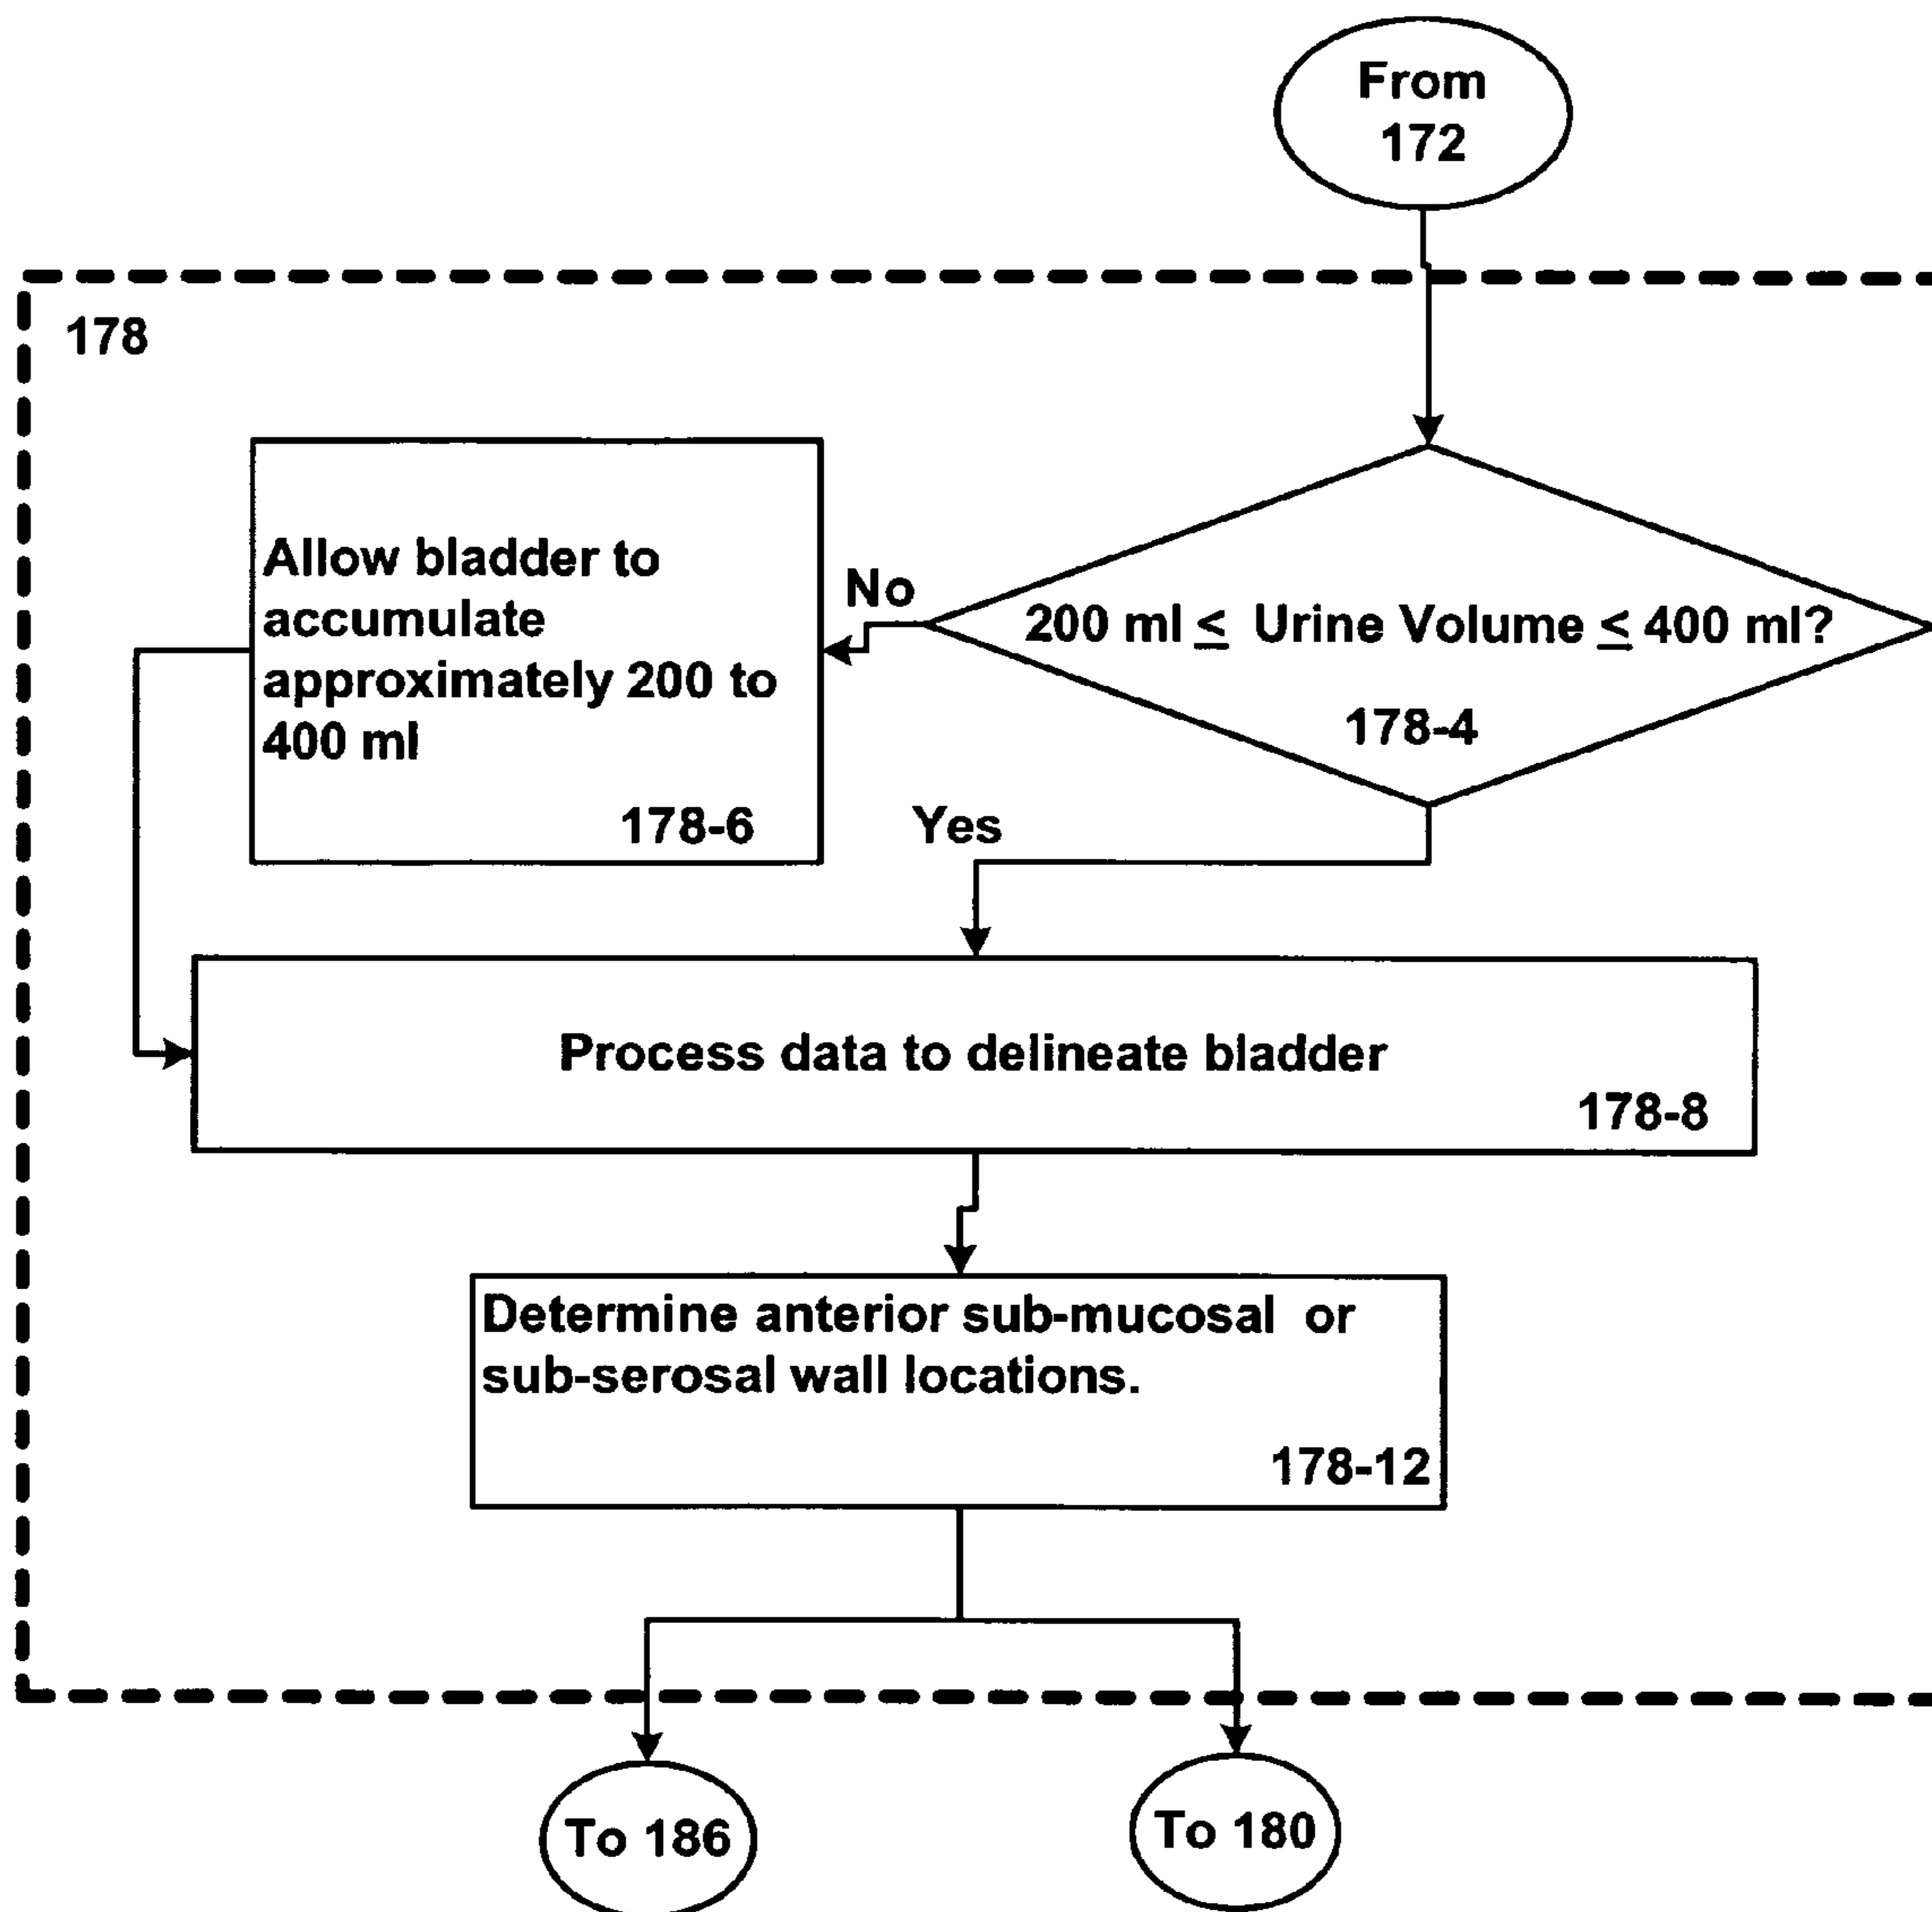 From
172
178
Allow bladder to
accumulate
approximately 200 to
400 ml
178-6
No
200 ml ≤ Urine Volume ≤ 400 ml?
178-4
Yes
Process data to delineate bladder
178-8
Determine anterior sub-mucosal or
sub-serosal wall locations.
178-12
To 186
To 180